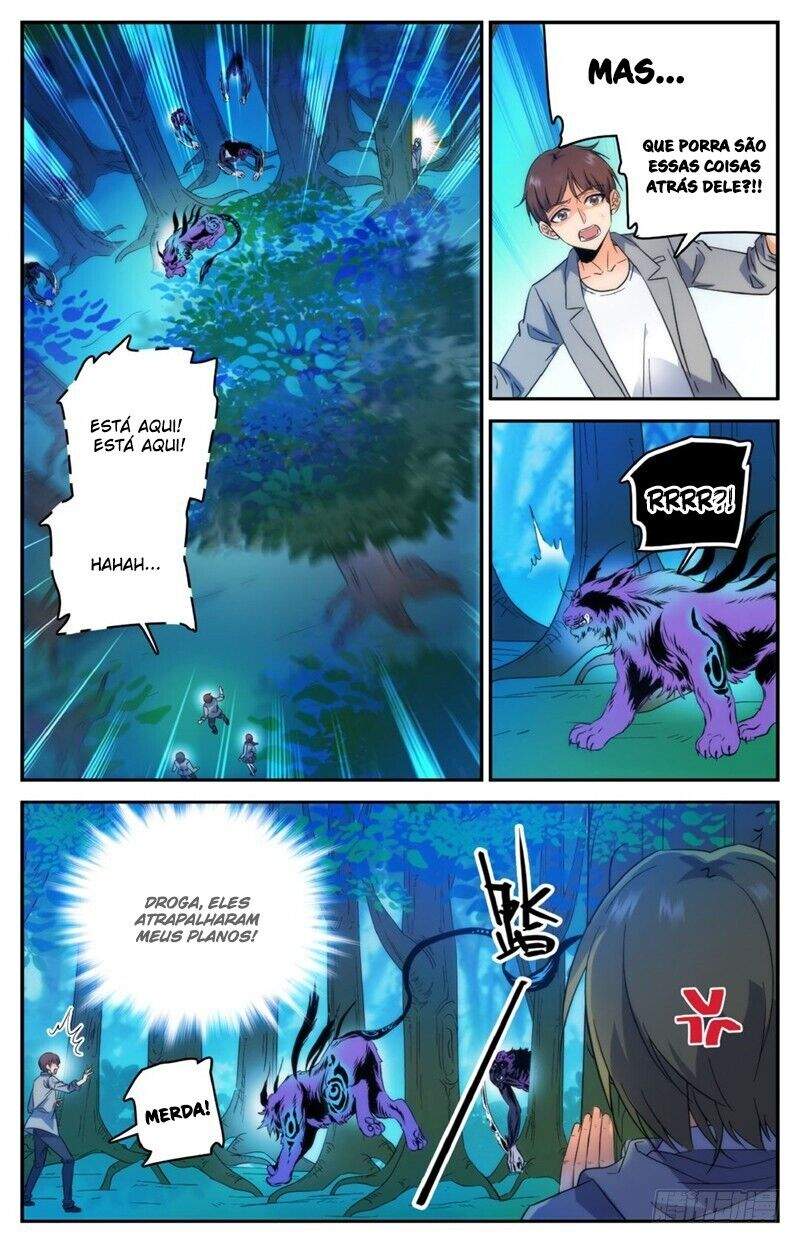 ESTÁ AQUI!
ESTÁ AQUI!
HAHAH...
MAS...
QUE PORRA SÃO
ESSAS COISAS
ATRÁS DELE?!!
RRRR?!
DROGA, ELES
ATRAPALHARAM
MEUS PLANOS!
MERDA!